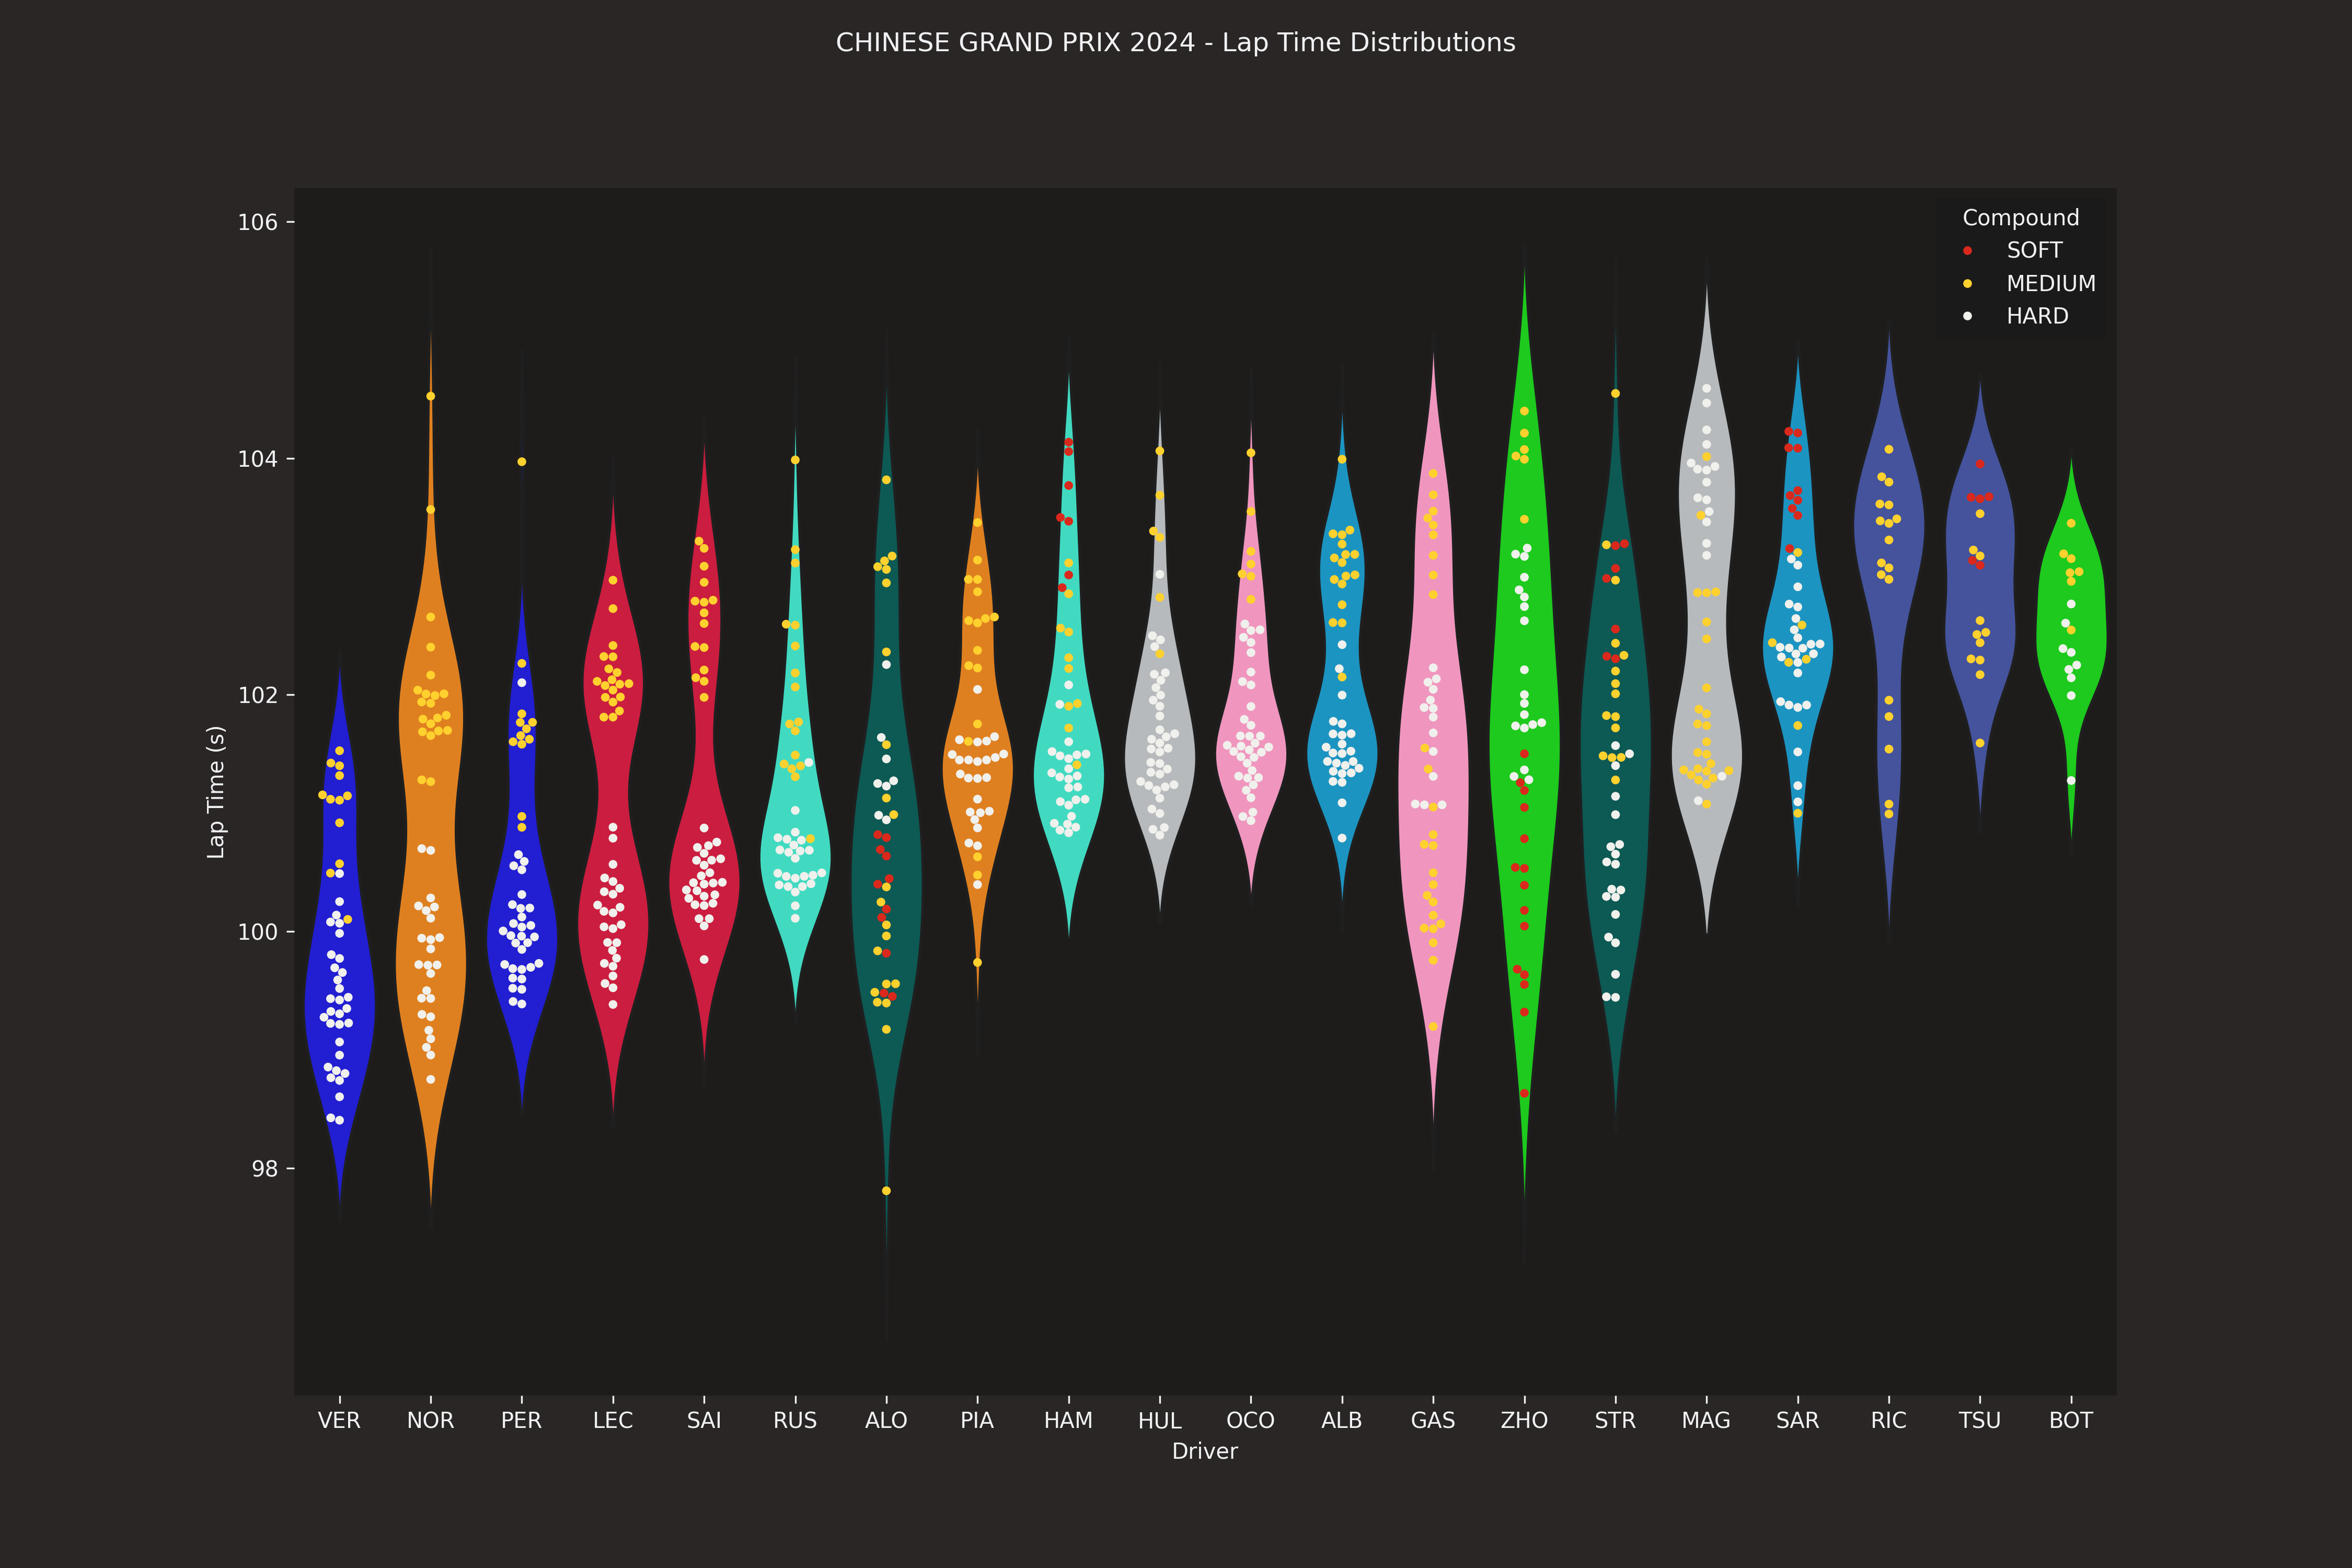 CHINESE GRAND PRIX 2024 - Lap Time Distributions
Compound
SOFT
MEDIUM
HARD
106
104
102
100
98
Lap Time (s)
VER NOR PER LEC SAI RUS ALO PIA HAM HUL OCO ALB GAS ZHO STR MAG SAR RIC TSU BOT
Driver